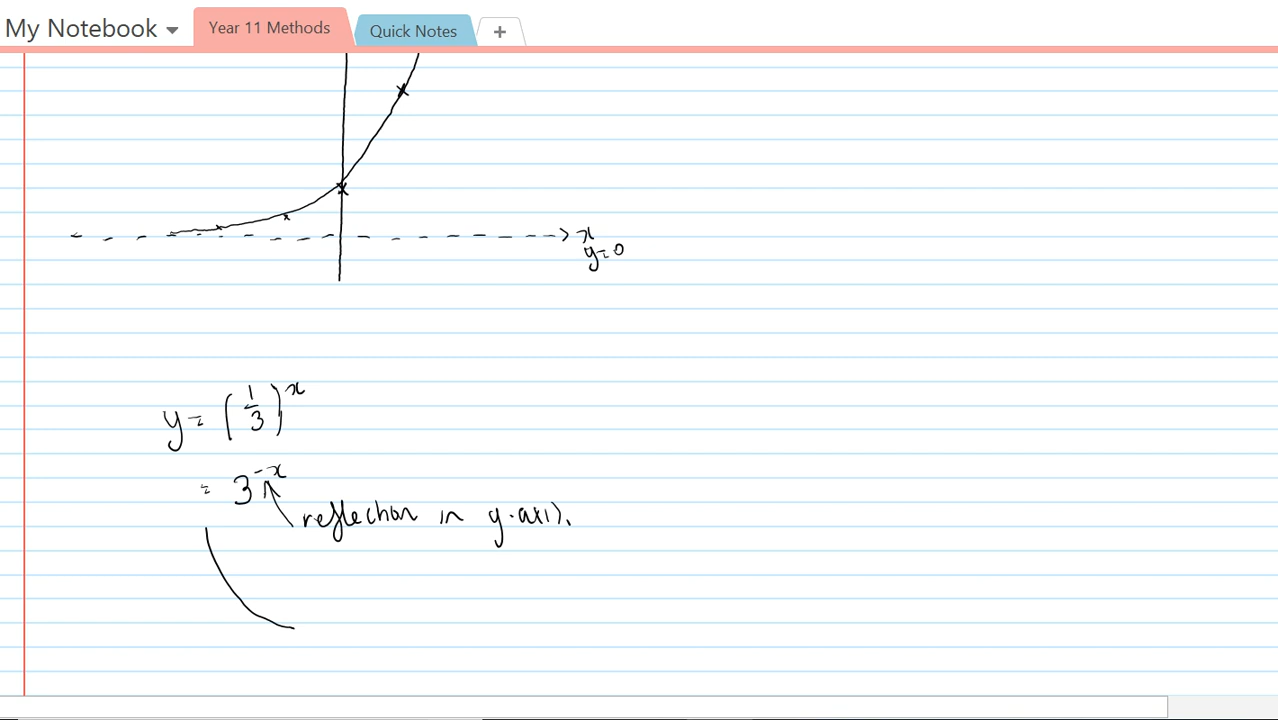 My Notebook
Year 11 Methods
Quick Notes
+
x
y=0
y = (1/3)^x
= 3^-x
reflection in y-axis.